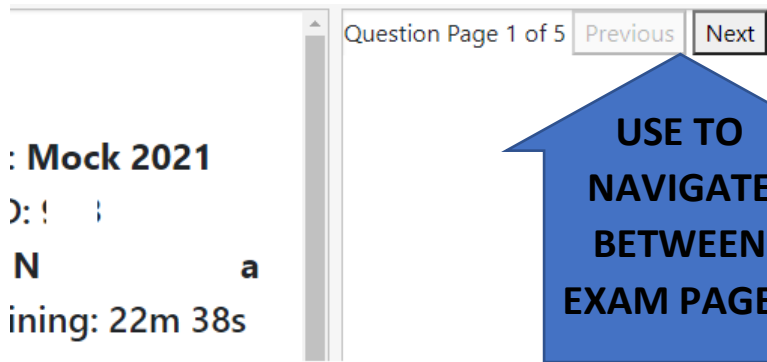 Question Page 1 of 5 Previous Next
: Mock 2021
N a
ining: 22m 38s
USE TO
NAVIGATE
BETWEEN
EXAM PAGE